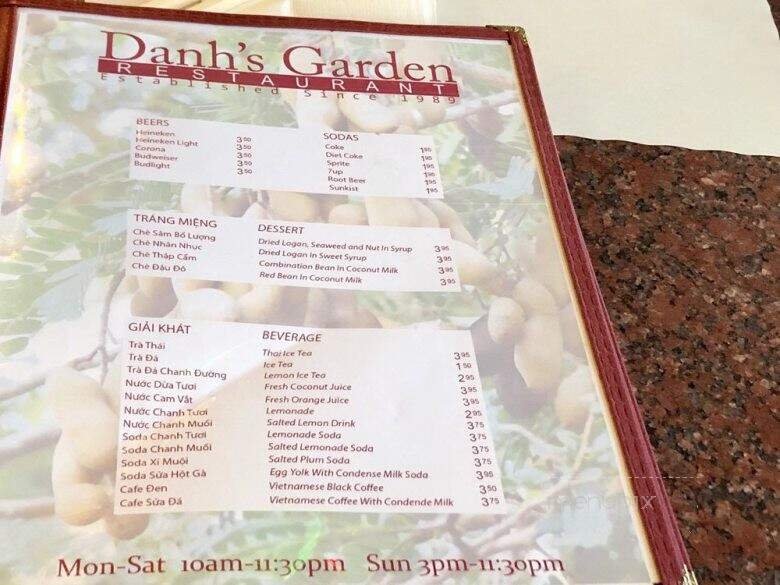 Danh's Garden
RESTAURANT
Established Since 1989
BEERS
Heineken
Heineken Light 3.50
Corona 3.50
Budweiser 3.50
Budlight 3.50
SODAS
Coke 1.95
Diet Coke 1.95
Sprite 1.95
7up 1.95
Root Beer 1.95
Sunkist 1.95
TRÁNG MIỆNG DESSERT
Chè Sâm Bổ Lượng Dried Logan, Seaweed and Nut In Syrup 3.95
Chè Nhãn Nhục Dried Logan In Sweet Syrup 3.95
Chè Thập Cẩm Combination Bean In Coconut Milk 3.95
Chè Đậu Đỏ Red Bean In Coconut Milk 3.95
GIẢI KHÁT BEVERAGE
Trà Thái Thai Ice Tea 3.95
Trà Đá Ice Tea 1.50
Trà Đá Chanh Đường Lemon Ice Tea 2.95
Nước Dừa Tươi Fresh Coconut Juice 3.95
Nước Cam Vắt Fresh Orange Juice 3.95
Nước Chanh Tươi Lemonade 2.95
Nước Chanh Muối Salted Lemon Drink 3.75
Soda Chanh Tươi Lemonade Soda 3.75
Soda Chanh Muối Salted Lemonade Soda 3.75
Soda Xí Muội Salted Plum Soda 3.75
Soda Sữa Hột Gà Egg Yolk With Condense Milk Soda 3.95
Cafe Đen Vietnamese Black Coffee 3.50
Cafe Sữa Đá Vietnamese Coffee With Condende Milk 3.75
Mon-Sat 10am-11:30pm Sun 3pm-11:30pm
menupix